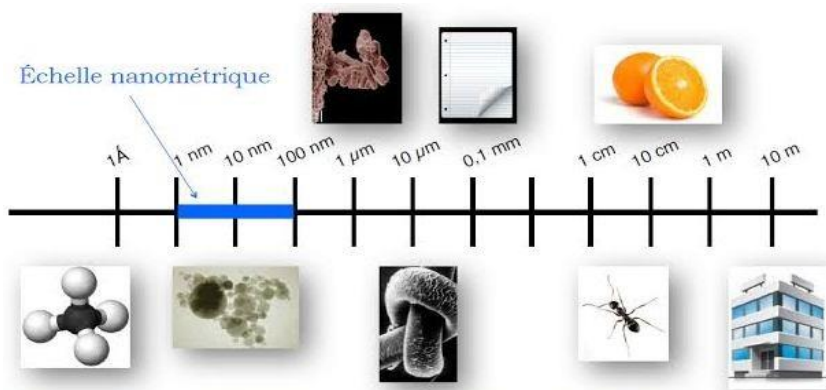 Échelle nanométrique
1Å
1 nm
10 nm
100 nm
1 µm
10 µm
0,1 mm
1 cm
10 cm
1 m
10 m